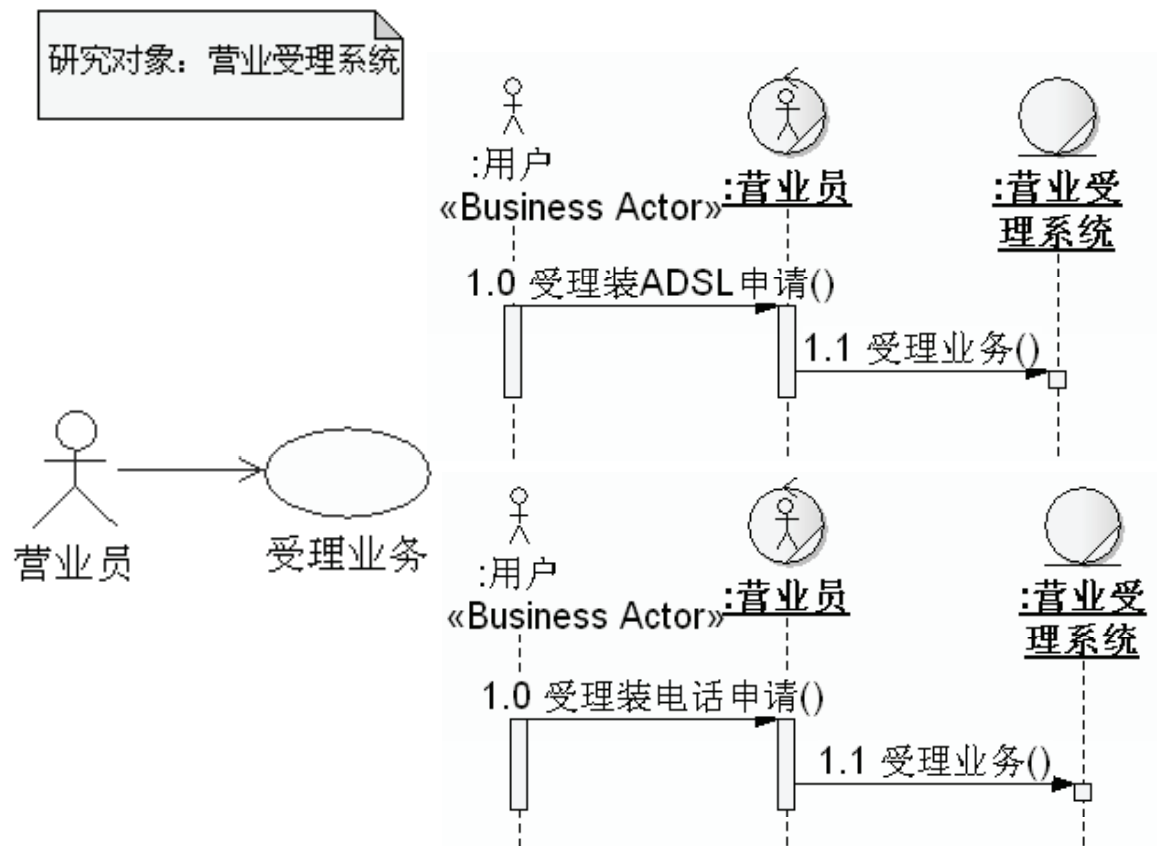 研究对象：营业受理系统
:用户
«Business Actor»
:营业员
:营业受
理系统
1.0 受理装ADSL申请()
1.1 受理业务()
营业员
受理业务
:用户
«Business Actor»
:营业员
:营业受
理系统
1.0 受理装电话申请()
1.1 受理业务()